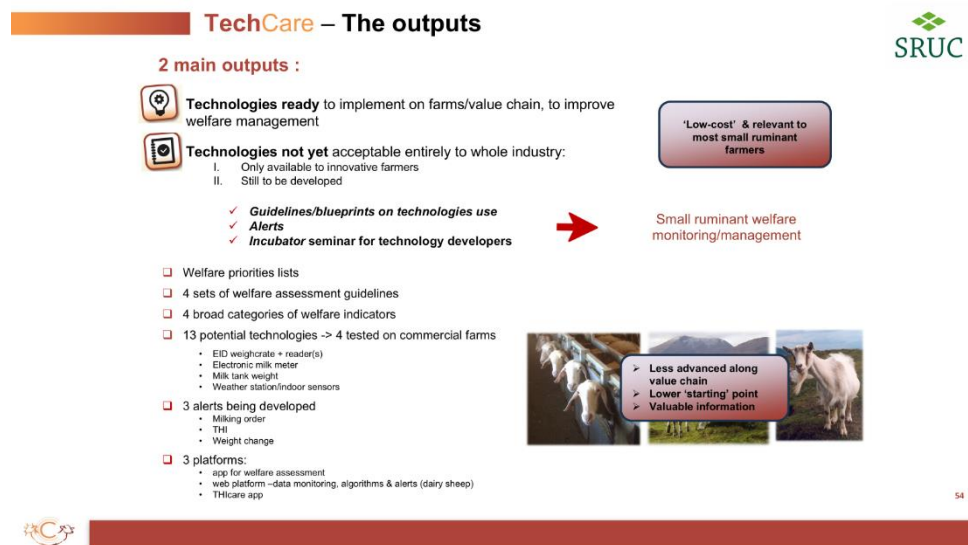 TechCare – The outputs
SRUC
2 main outputs :
Technologies ready to implement on farms/value chain, to improve
welfare management
'Low-cost' & relevant to
most small ruminant
farmers
Technologies not yet acceptable entirely to whole industry:
I. Only available to innovative farmers
II. Still to be developed
✓ Guidelines/blueprints on technologies use
✓ Alerts
✓ Incubator seminar for technology developers
Small ruminant welfare
monitoring/management
❑ Welfare priorities lists
❑ 4 sets of welfare assessment guidelines
❑ 4 broad categories of welfare indicators
❑ 13 potential technologies -> 4 tested on commercial farms
• EID weighcrate + reader(s)
• Electronic milk meter
• Milk tank weight
• Weather station/indoor sensors
➢ Less advanced along
value chain
➢ Lower 'starting' point
➢ Valuable information
❑ 3 alerts being developed
• Milking order
• THI
• Weight change
❑ 3 platforms:
• app for welfare assessment
• web platform –data monitoring, algorithms & alerts (dairy sheep)
• THIcare app
54